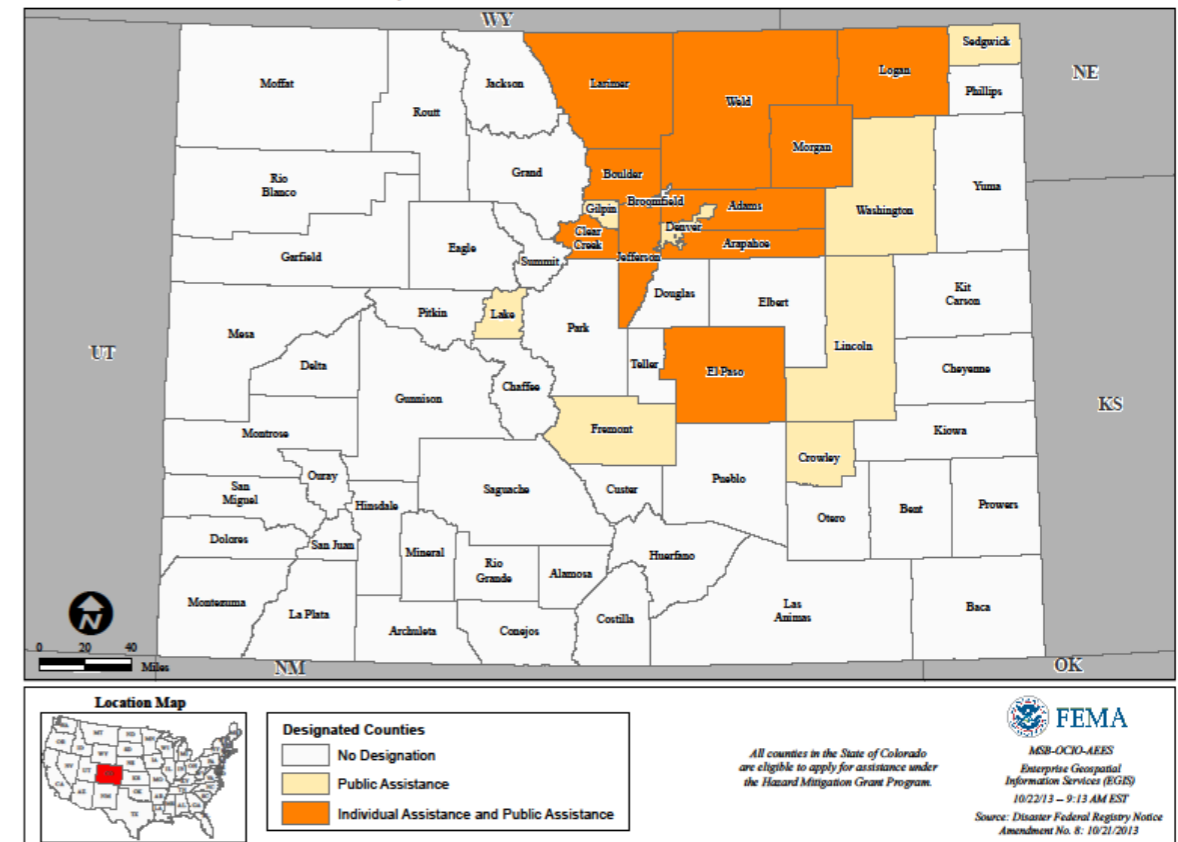 WY
Moffat
Routt
Jackson
Larimer
Weld
Logan
Sedgwick
Phillips
NE
Morgan
Grand
Boulder
Rio
Blanco
Yuma
Washington
Broomfield
Gilpin
Adams
Denver
Clear
Creek
Arapahoe
Jefferson
Eagle
Garfield
Summit
Douglas
Elbert
Kit
Carson
Pitkin
Lake
Park
Mesa
UT
Lincoln
Delta
Teller
El Paso
Cheyenne
Chaffee
Gunnison
KS
Fremont
Montrose
Kiowa
Crowley
Ouray
Pueblo
San
Miguel
Saguache
Custer
Hinsdale
Bent
Prowers
Otero
Dolores
San Juan
Mineral
Huerfano
Rio
Grande
Alamosa
Montezuma
La Plata
Costilla
Las
Animas
Baca
Archuleta
Conejos
N
0 20 40
Miles
NM
OK
Location Map
Designated Counties
No Designation
Public Assistance
Individual Assistance and Public Assistance
All counties in the State of Colorado
are eligible to apply for assistance under
the Hazard Mitigation Grant Program.
FEMA
MSB-OCIO-AEES
Enterprise Geospatial
Information Services (EGIS)
10/22/13 -- 9:13 AM EST
Source: Disaster Federal Registry Notice
Amendment No. 8: 10/21/2013